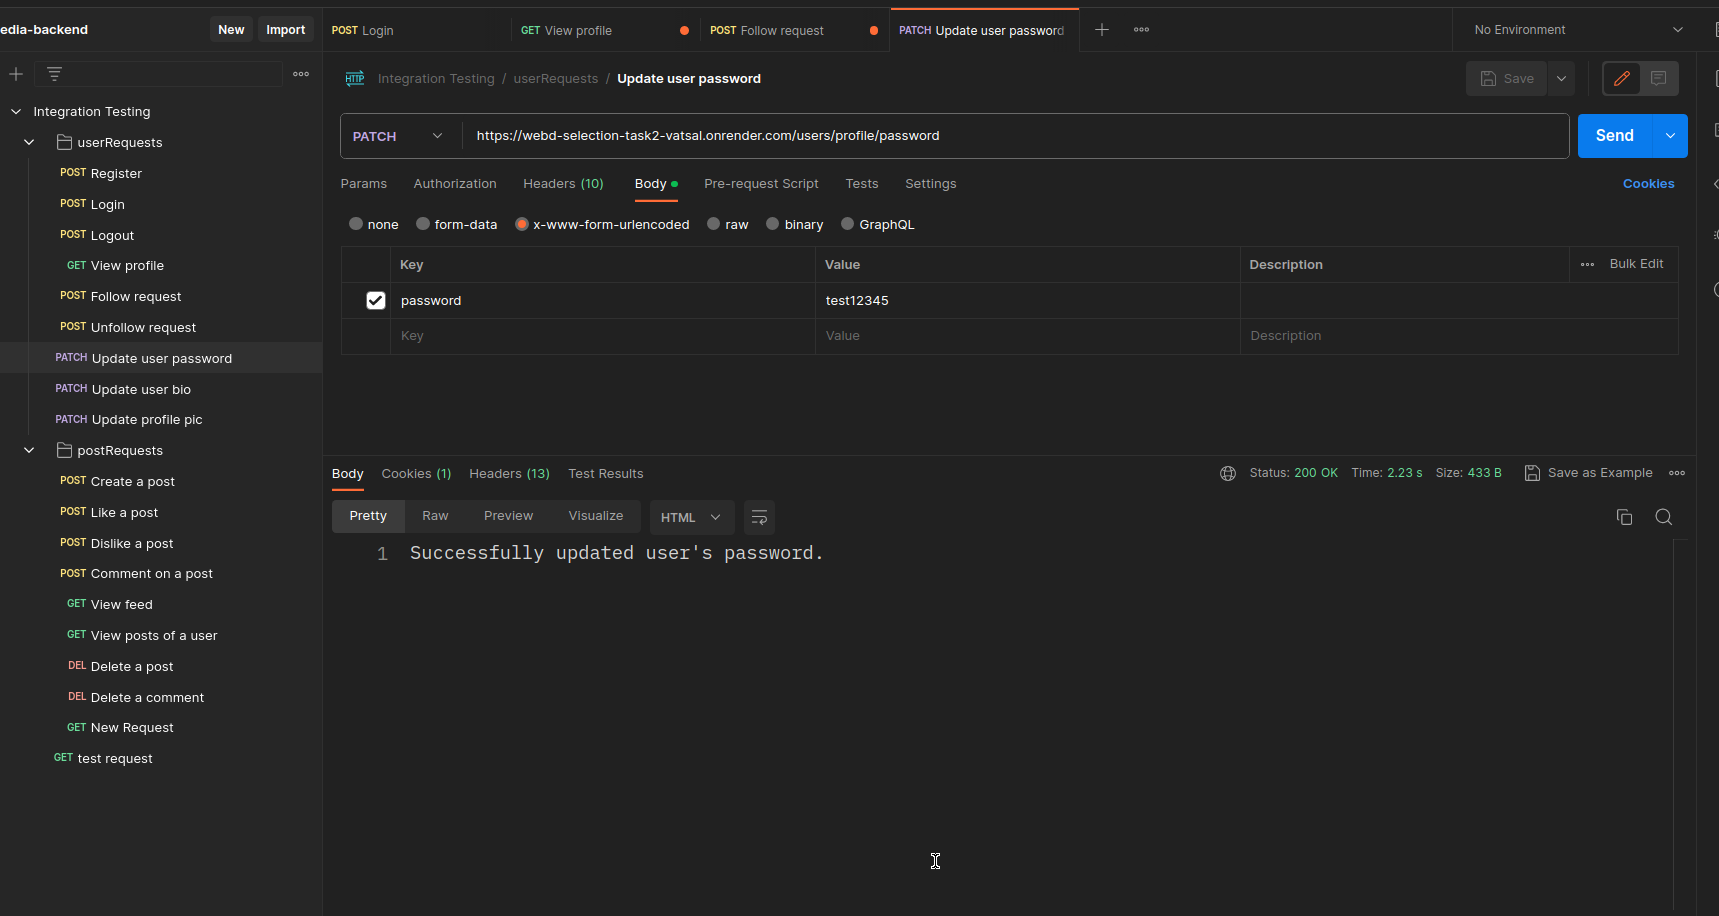 edia-backend New Import
POST Login GET View profile POST Follow request PATCH Update user password No Environment
HTTP Integration Testing / userRequests / Update user password Save
Integration Testing
userRequests
POST Register
POST Login
POST Logout
GET View profile
POST Follow request
POST Unfollow request
PATCH Update user password
PATCH Update user bio
PATCH Update profile pic
postRequests
POST Create a post
POST Like a post
POST Dislike a post
POST Comment on a post
GET View feed
GET View posts of a user
DEL Delete a post
DEL Delete a comment
GET New Request
GET test request
PATCH https://webd-selection-task2-vatsal.onrender.com/users/profile/password Send
Params Authorization Headers (10) Body Pre-request Script Tests Settings Cookies
none form-data x-www-form-urlencoded raw binary GraphQL
Key Value Description Bulk Edit
password test12345
Key Value Description
Body Cookies (1) Headers (13) Test Results Status: 200 OK Time: 2.23 s Size: 433 B Save as Example
Pretty Raw Preview Visualize HTML
1 Successfully updated user's password.